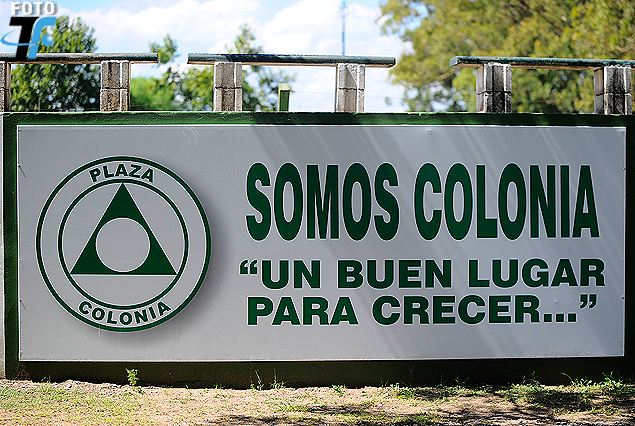 FOTO
PLAZA
COLONIA
SOMOS COLONIA
“UN BUEN LUGAR
PARA CRECER...”